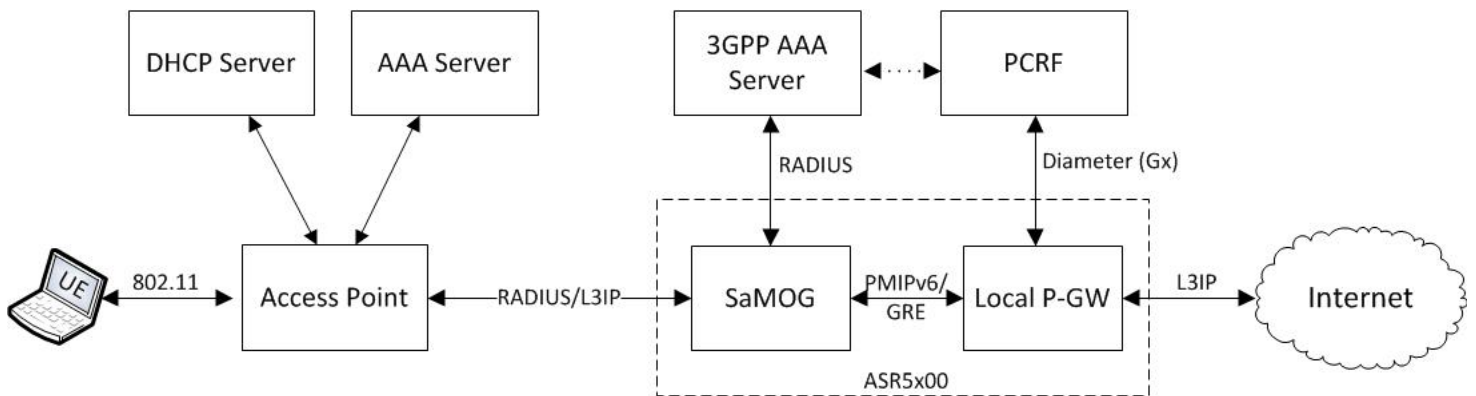 DHCP Server
AAA Server
3GPP AAA
Server
PCRF
RADIUS
Diameter (Gx)
UE
802.11
Access Point
RADIUS/L3IP
SaMOG
PMIPv6/
GRE
Local P-GW
L3IP
Internet
ASR5x00